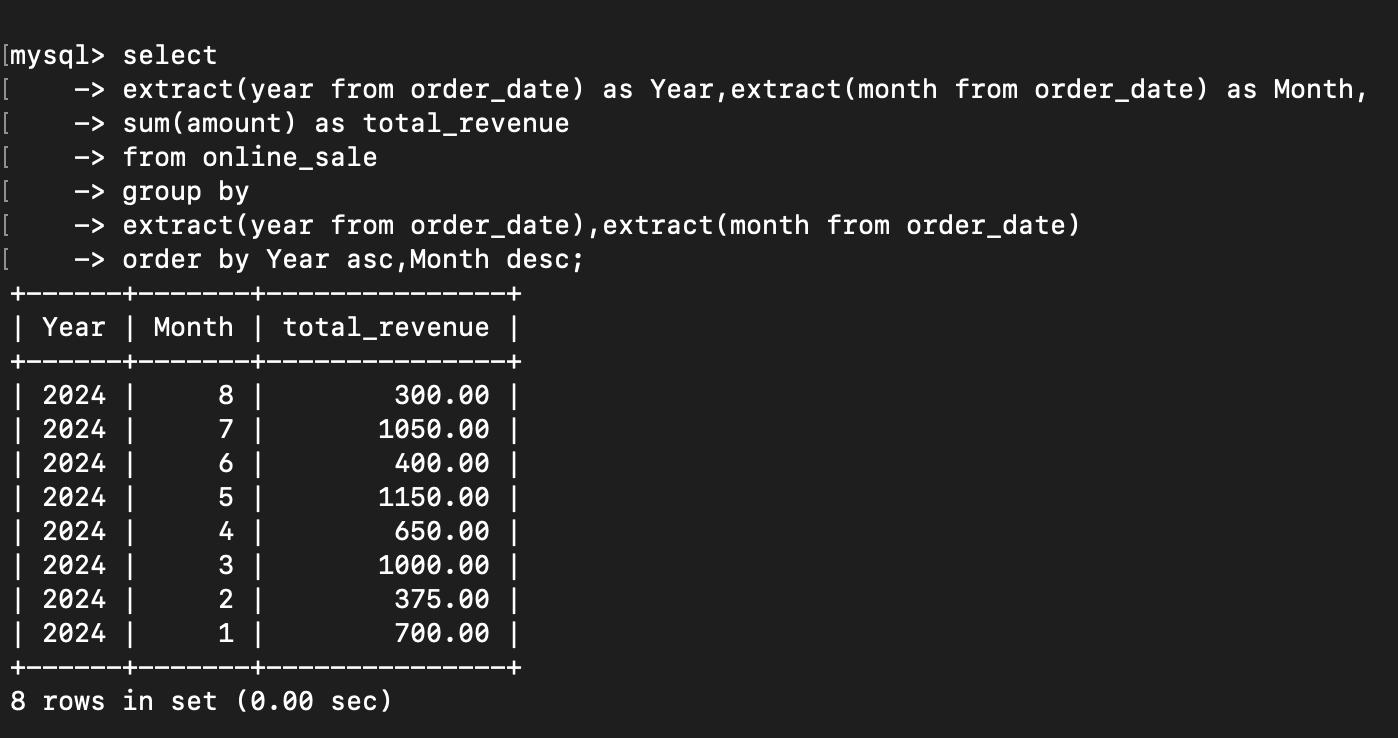 [mysql> select
[    -> extract(year from order_date) as Year,extract(month from order_date) as Month,
[    -> sum(amount) as total_revenue
[    -> from online_sale
[    -> group by
[    -> extract(year from order_date),extract(month from order_date)
[    -> order by Year asc,Month desc;
+------+-------+---------------+
| Year | Month | total_revenue |
+------+-------+---------------+
| 2024 |     8 |        300.00 |
| 2024 |     7 |       1050.00 |
| 2024 |     6 |        400.00 |
| 2024 |     5 |       1150.00 |
| 2024 |     4 |        650.00 |
| 2024 |     3 |       1000.00 |
| 2024 |     2 |        375.00 |
| 2024 |     1 |        700.00 |
+------+-------+---------------+
8 rows in set (0.00 sec)